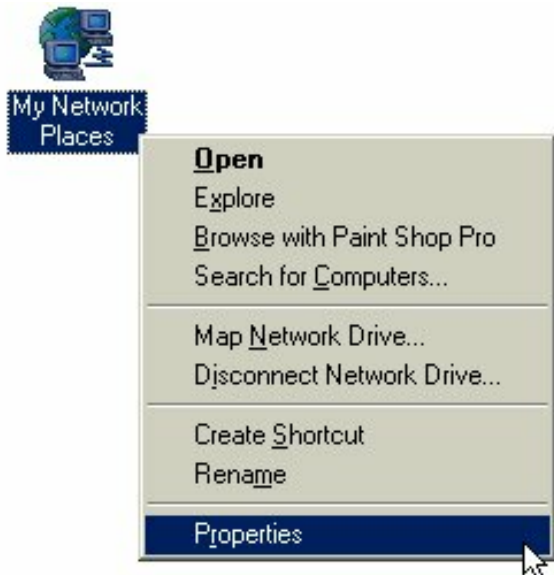 My Network
Places
Open
Explore
Browse with Paint Shop Pro
Search for Computers...
Map Network Drive...
Disconnect Network Drive...
Create Shortcut
Rename
Properties